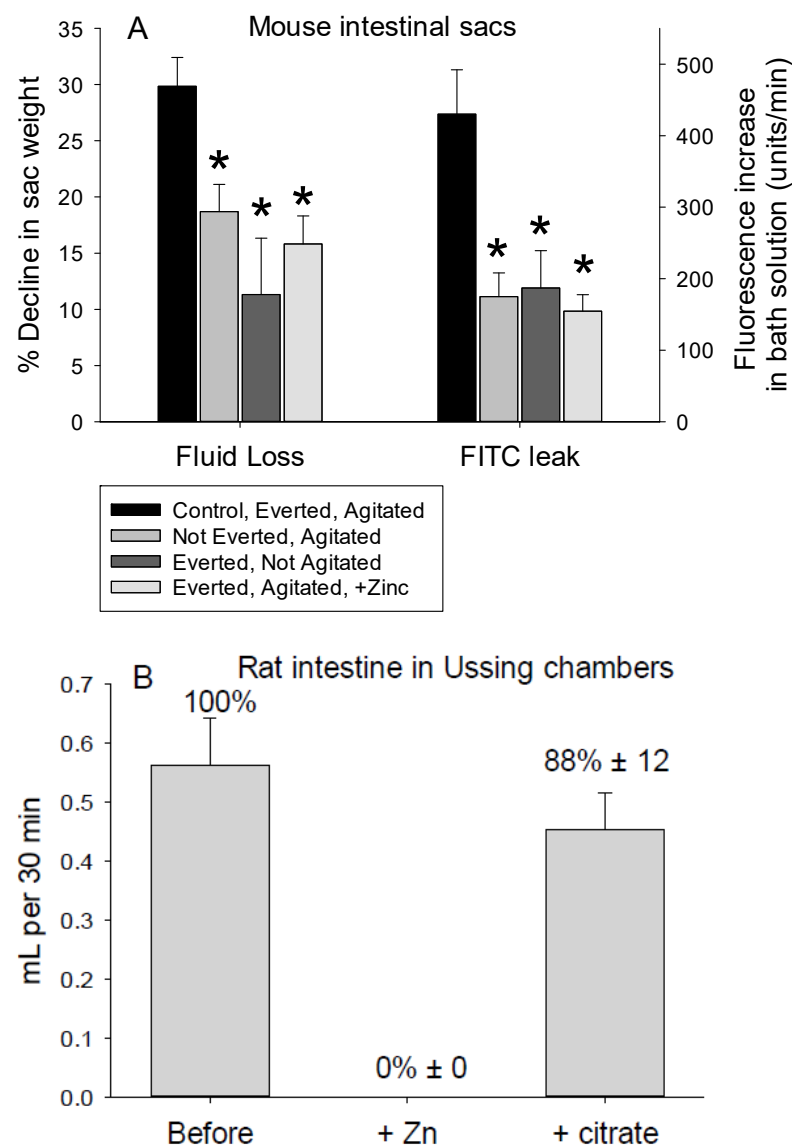 A Mouse intestinal sacs
35
30
25
20
15
10
5
0
% Decline in sac weight
500
400
300
200
100
0
Fluorescence increase
in bath solution (units/min)
*
*
*
*
*
*
Fluid Loss
FITC leak
Control, Everted, Agitated
Not Everted, Agitated
Everted, Not Agitated
Everted, Agitated, +Zinc
B Rat intestine in Ussing chambers
0.7
0.6
0.5
0.4
0.3
0.2
0.1
0.0
mL per 30 min
100%
0% ± 0
88% ± 12
Before
+ Zn
+ citrate